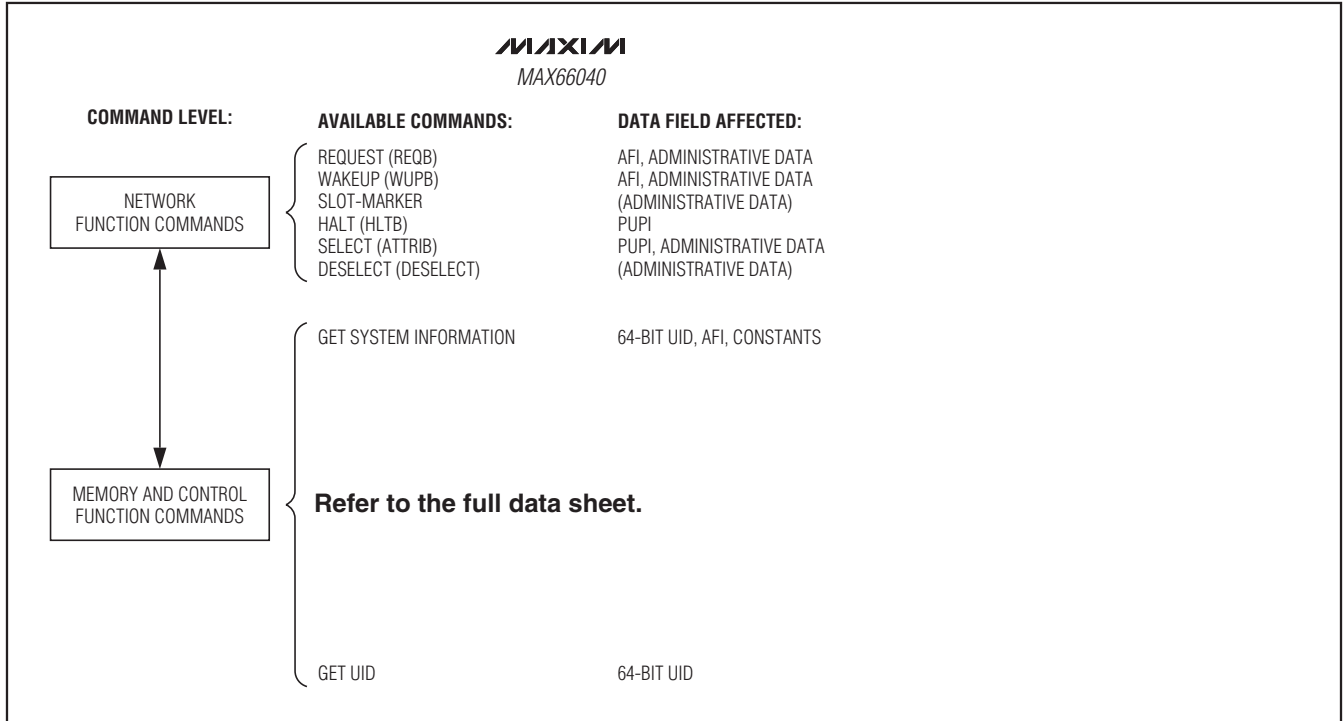 MAXIM
MAX66040
COMMAND LEVEL: AVAILABLE COMMANDS: DATA FIELD AFFECTED:
NETWORK
FUNCTION COMMANDS
REQUEST (REQB) AFI, ADMINISTRATIVE DATA
WAKEUP (WUPB) AFI, ADMINISTRATIVE DATA
SLOT-MARKER (ADMINISTRATIVE DATA)
HALT (HLTB) PUPI
SELECT (ATTRIB) PUPI, ADMINISTRATIVE DATA
DESELECT (DESELECT) (ADMINISTRATIVE DATA)
MEMORY AND CONTROL
FUNCTION COMMANDS
GET SYSTEM INFORMATION 64-BIT UID, AFI, CONSTANTS
Refer to the full data sheet.
GET UID 64-BIT UID